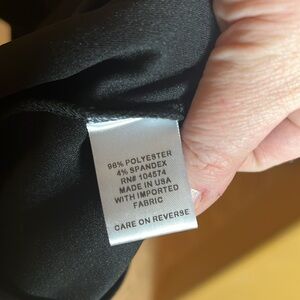 96% POLYESTER
4% SPANDEX
RN# 104574
MADE IN USA
WITH IMPORTED
FABRIC
CARE ON REVERSE